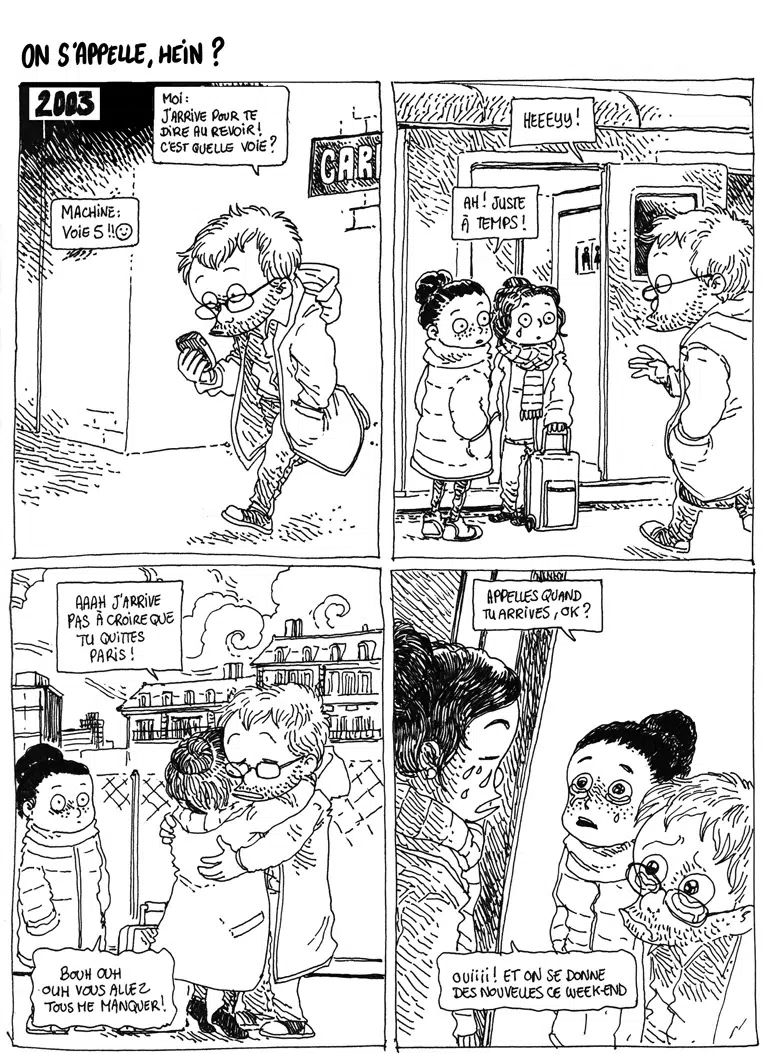 ON S'APPELLE, HEIN ?
2003
MOI :
J'ARRIVE POUR TE
DIRE AU REVOIR !
C'EST QUELLE VOIE ?
MACHINE :
VOIE 5 !! ☺
GARE
HEEEYY !
AH ! JUSTE
À TEMPS !
AAAH J'ARRIVE
PAS À CROIRE QUE
TU QUITTES
PARIS !
BOUH OUH
OUH VOUS ALLEZ
TOUS ME MANQUER !
APPELLES QUAND
TU ARRIVES, OK ?
OUiiii ! ET ON SE DONNE
DES NOUVELLES CE WEEK-END